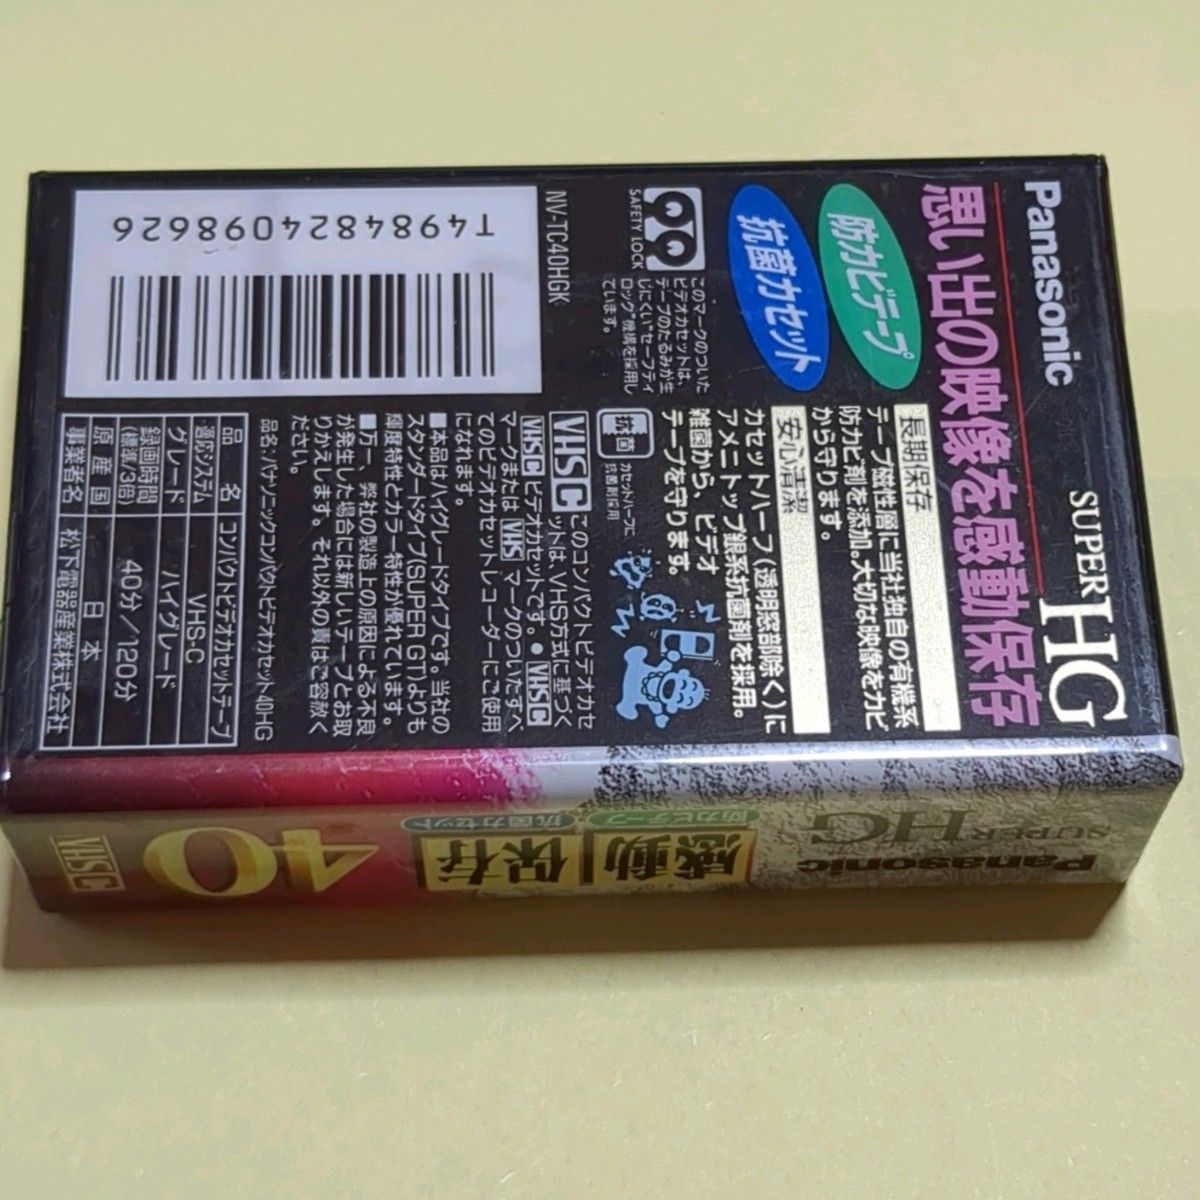 Panasonic
SUPER HG
思い出の映像を感動保存
防カビテープ
抗菌カセット
長期保存
テープ磁性層に当社独自の有機系
防カビ剤を添加。大切な映像をカビ
から守ります。
安心清潔
カセットハーフ(透明窓部除く)に
アメニトップ銀系抗菌剤を採用。
雑菌から、ビデオ
テープを守ります。
SAFETY LOCK
このマークのついた
ビデオカセットは、
テープのたるみが生
じにくい"セーフティ
ロック"機構を採用し
ています。
抗菌
カセットハーフに
抗菌剤採用
VHSC このコンパクトビデオカセ
ットは、VHS方式に基づく
VHSC ビデオカセットです。●VHSC
マークまたは VHS マークのついたすべ
てのビデオカセットレコーダーにご使用
になれます。
■本品はハイグレードタイプです。当社の
スタンダードタイプ(SUPER GT)よりも
輝度特性とカラー特性が優れています。
■万一、弊社の製造上の原因による不良
が発生した場合には新しいテープとお取
りかえします。それ以外の責はご容赦く
ださい。
品名:パナソニックコンパクトビデオカセット40HG
品名 コンパクトビデオカセットテープ
適応システム VHS-C
グレード ハイグレード
録画時間(標準/3倍) 40分/120分
原産国 日本
事業者名 松下電器産業株式会社
NV-TC40HGK
T4984824098626
Panasonic
SUPER HG
感動保存
防カビテープ
抗菌カセット
40
VHSC